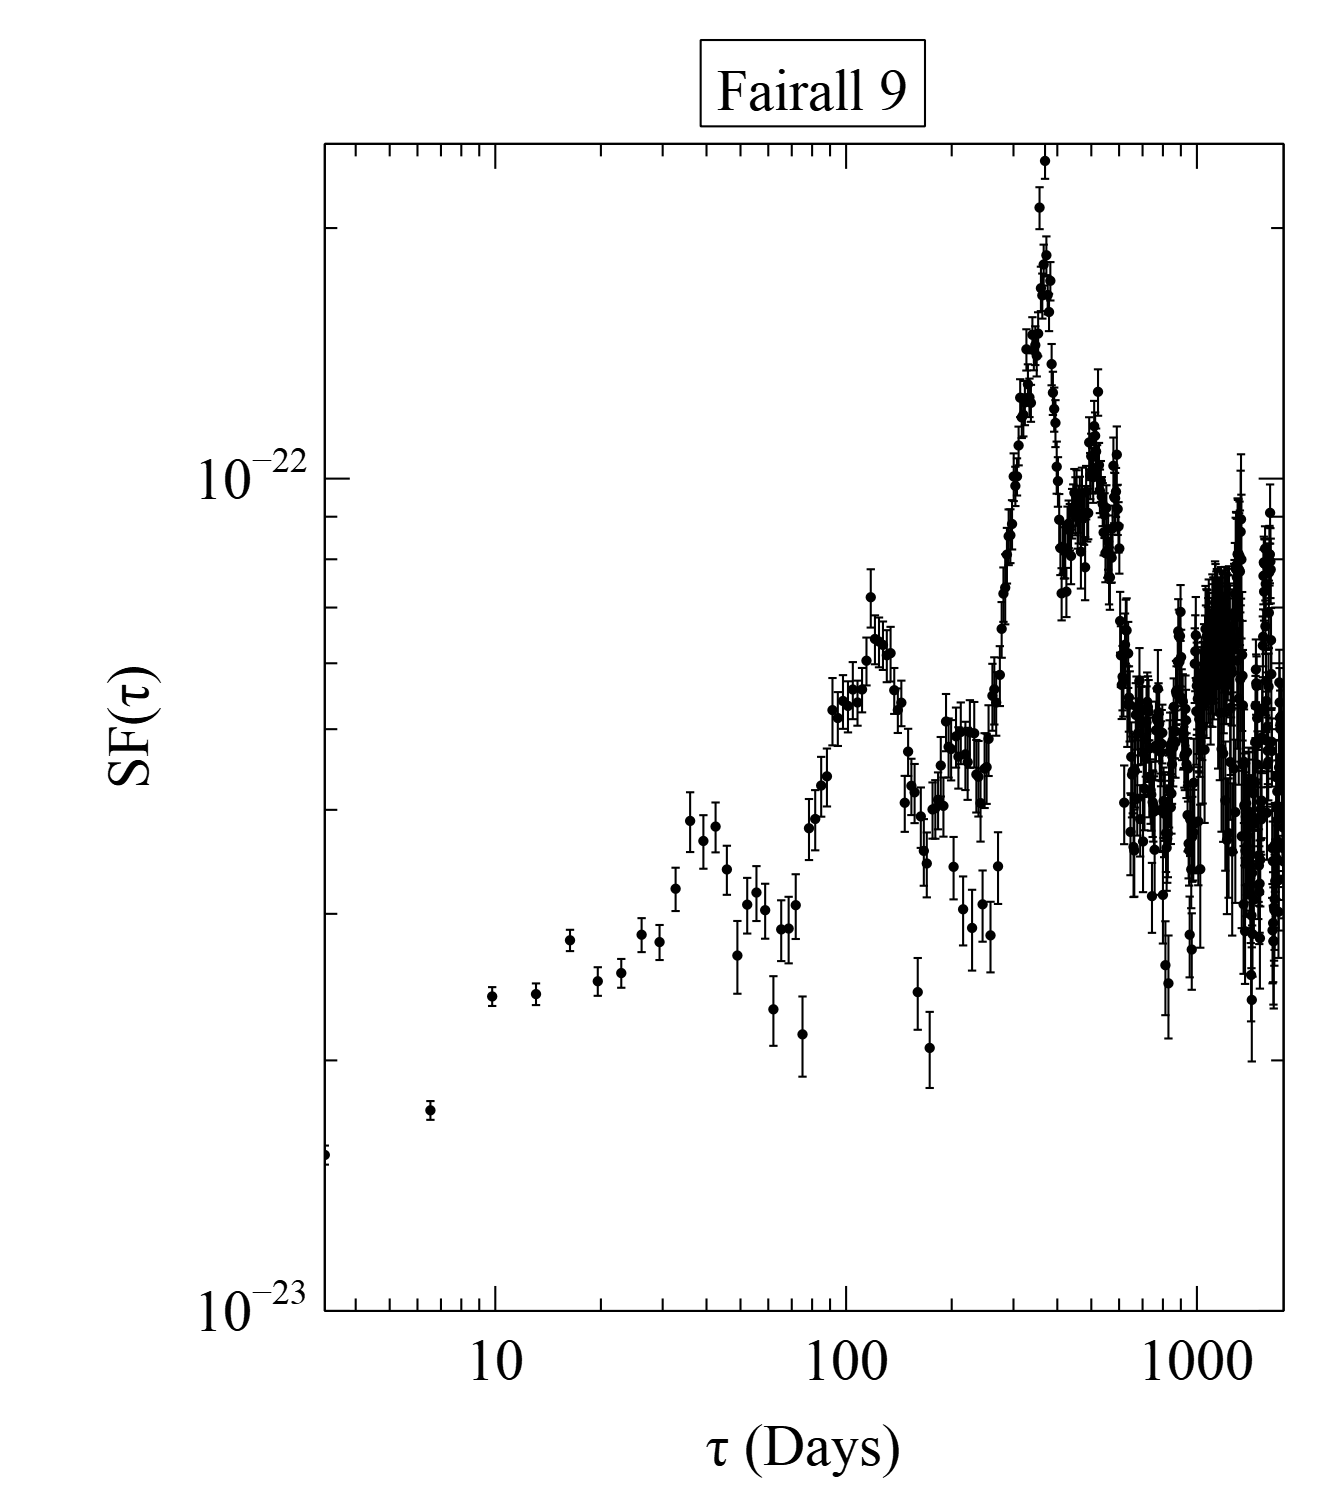 Fairall 9
SF(τ)
10⁻²²
10⁻²³
10 100 1000
τ (Days)